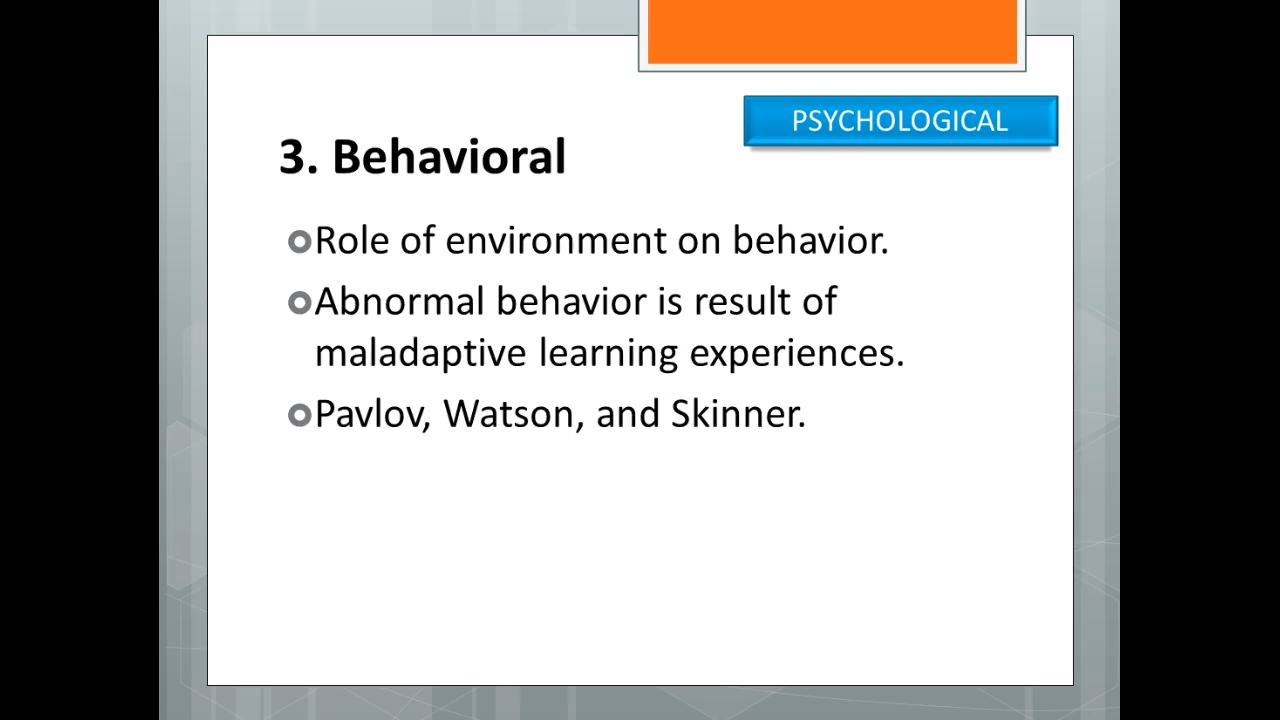 PSYCHOLOGICAL
3. Behavioral
Role of environment on behavior.
Abnormal behavior is result of
maladaptive learning experiences.
Pavlov, Watson, and Skinner.